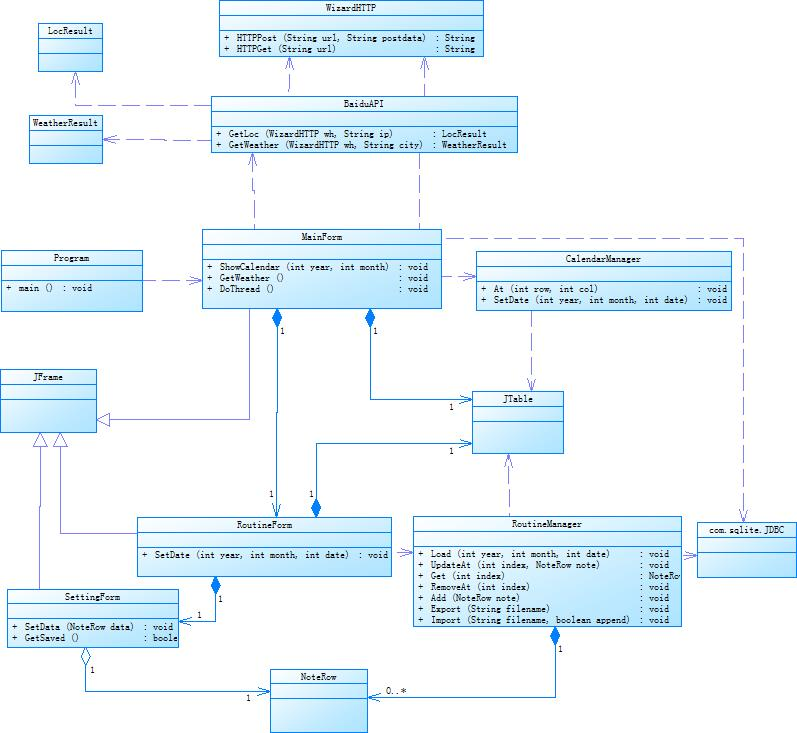 WizardHTTP
+ HTTPPost (String url, String postdata) : String
+ HTTPGet (String url) : String
LocResult
BaiduAPI
+ GetLoc (WizardHTTP wh, String ip) : LocResult
+ GetWeather (WizardHTTP wh, String city) : WeatherResult
WeatherResult
MainForm
+ ShowCalendar (int year, int month) : void
+ GetWeather () : void
+ DoThread () : void
Program
+ main () : void
CalendarManager
+ At (int row, int col) : void
+ SetDate (int year, int month, int date) : void
1
1
JFrame
JTable
1
1
1
1
RoutineForm
+ SetDate (int year, int month, int date) : void
RoutineManager
+ Load (int year, int month, int date) : void
+ UpdateAt (int index, NoteRow note) : void
+ Get (int index) : NoteRo
+ RemoveAt (int index) : void
+ Add (NoteRow note) : void
+ Export (String filename) : void
+ Import (String filename, boolean append) : void
com.sqlite.JDBC
1
1
SettingForm
+ SetData (NoteRow data) : void
+ GetSaved () : boole
1
1
1
0..*
NoteRow